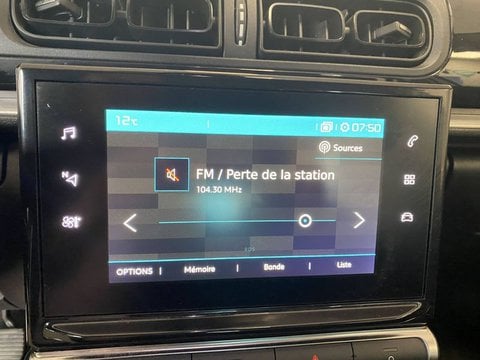 12°C
07:50
Sources
FM / Perte de la station
104.30 MHz
OPTIONS | Mémoire | Bande | Liste